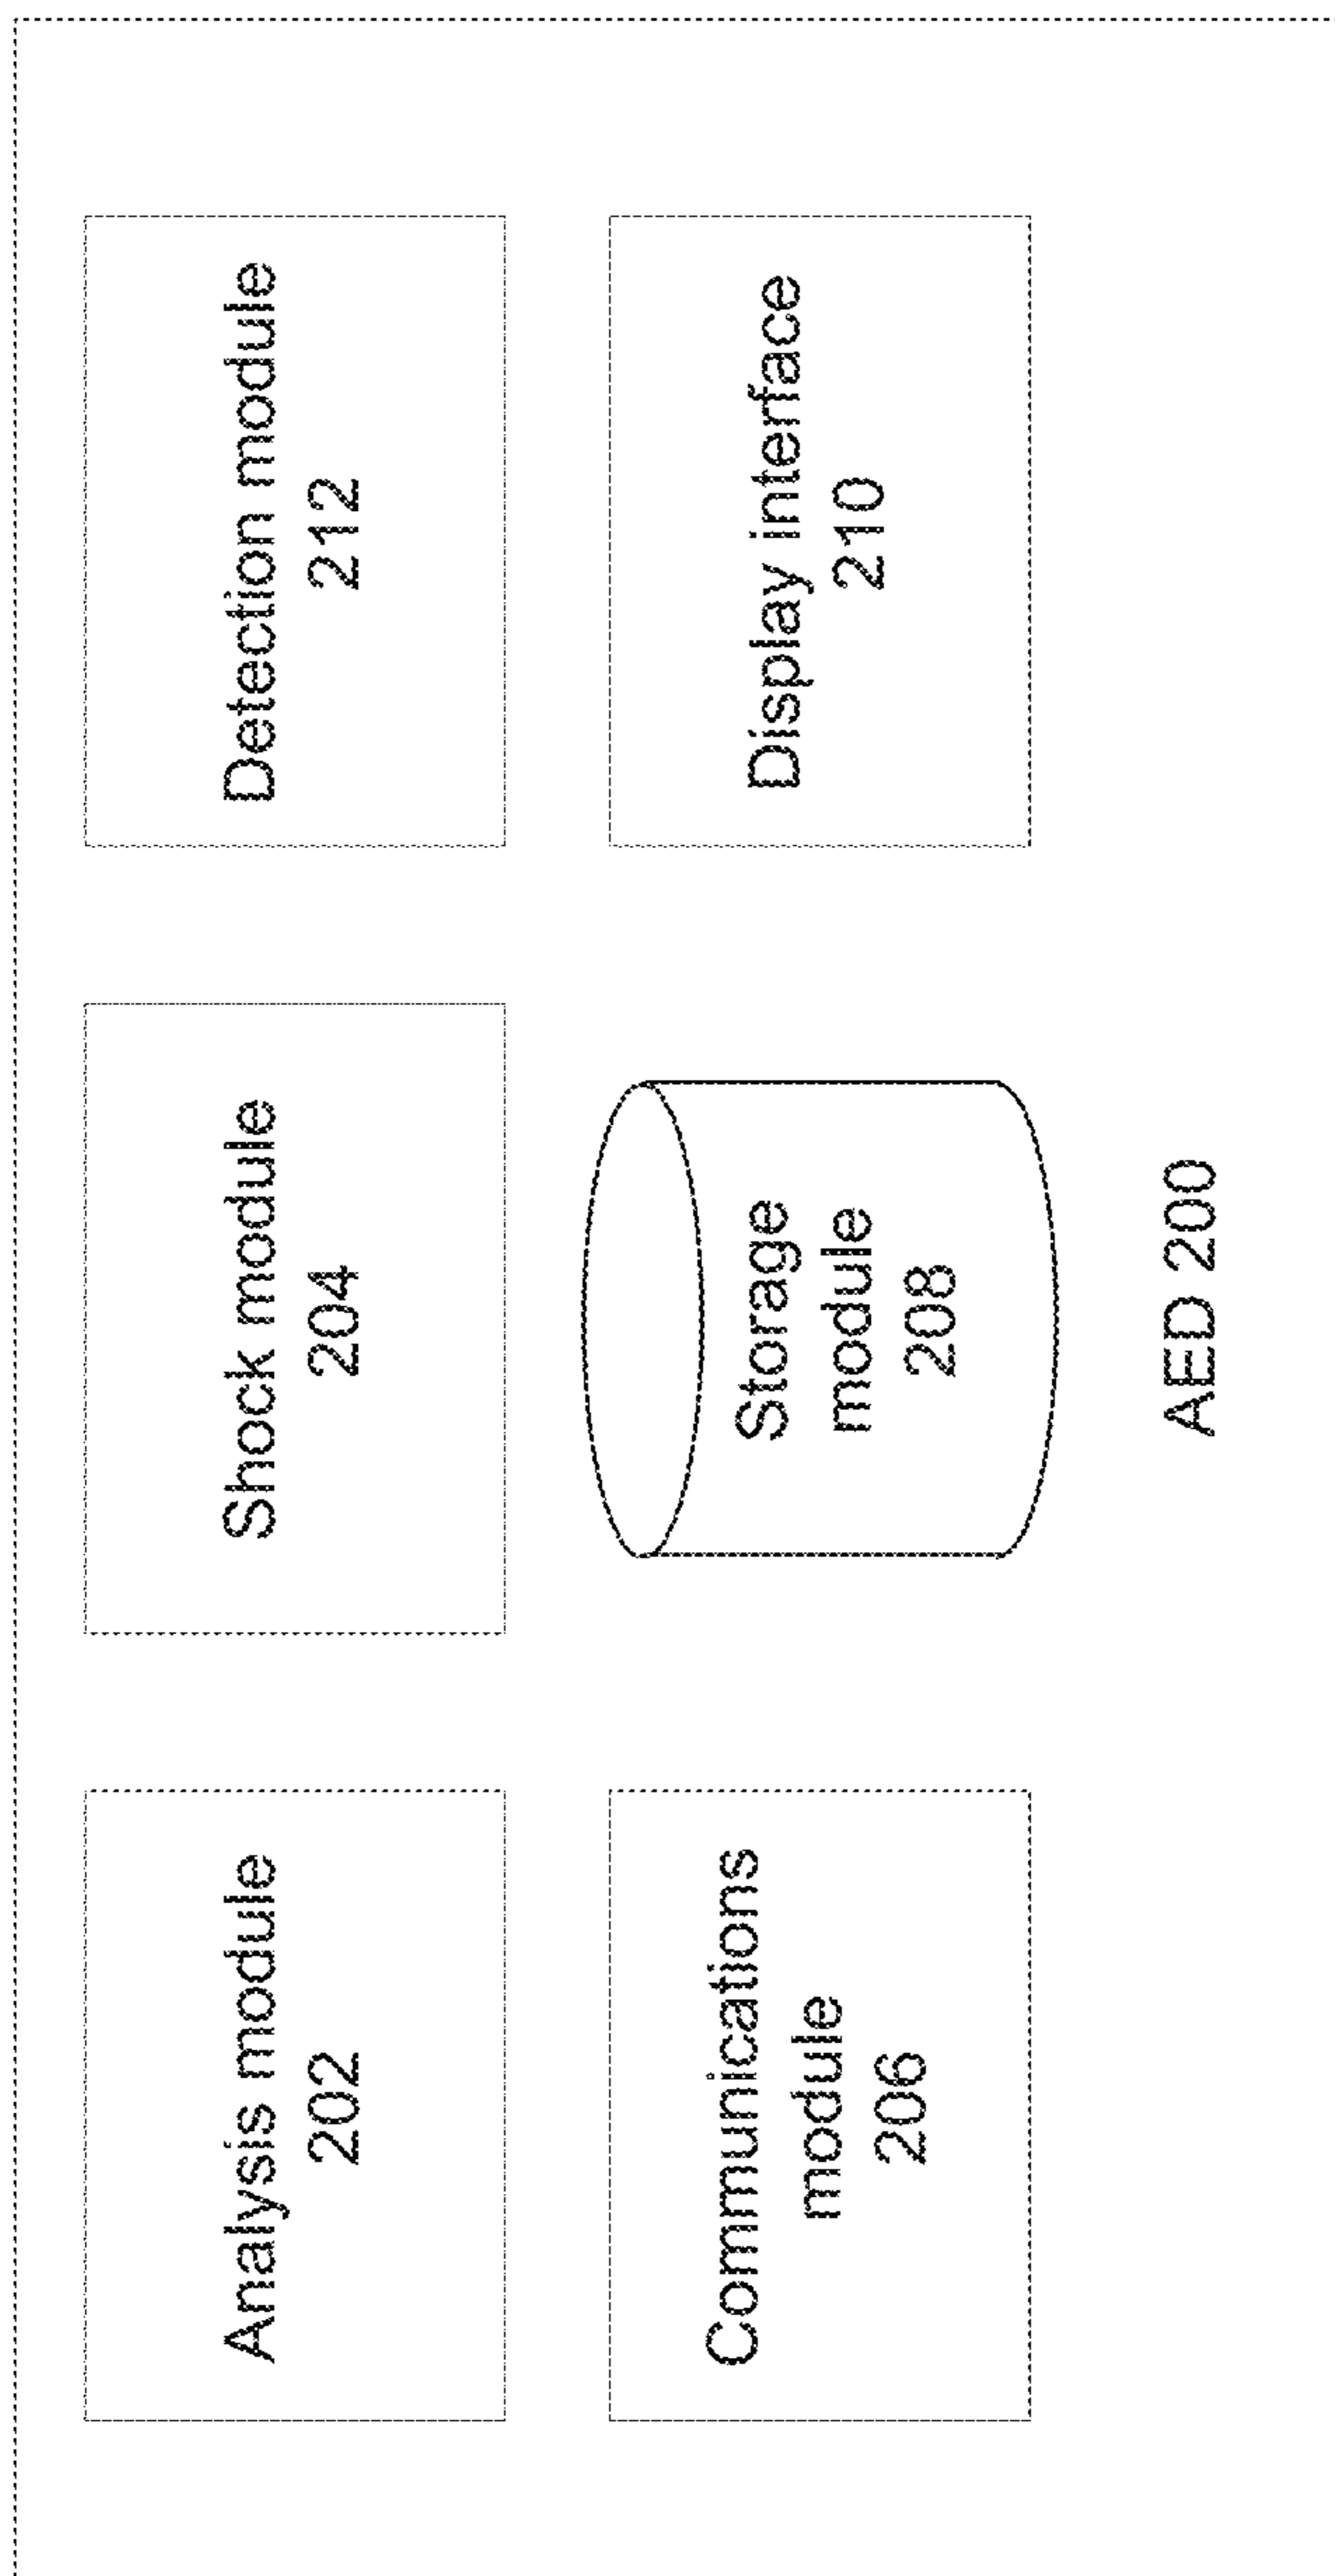 Analysis module
202
Shock module
204
Detection module
212
Communications
module
206
Storage
module
208
Display interface
210
AED 200